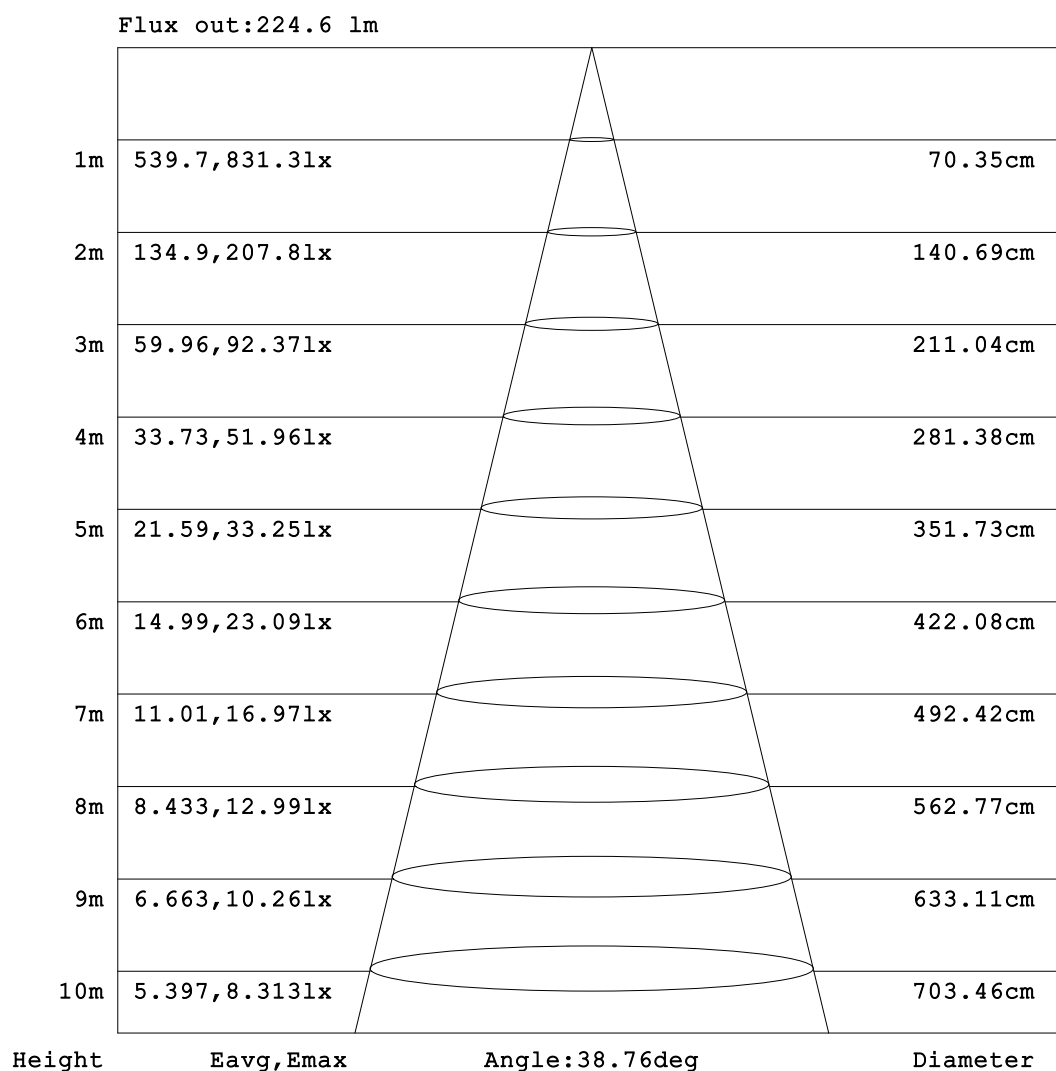 Flux out:224.6 lm
1m 539.7,831.3lx 70.35cm
2m 134.9,207.8lx 140.69cm
3m 59.96,92.37lx 211.04cm
4m 33.73,51.96lx 281.38cm
5m 21.59,33.25lx 351.73cm
6m 14.99,23.09lx 422.08cm
7m 11.01,16.97lx 492.42cm
8m 8.433,12.99lx 562.77cm
9m 6.663,10.26lx 633.11cm
10m 5.397,8.313lx 703.46cm
Height Eavg,Emax Angle:38.76deg Diameter